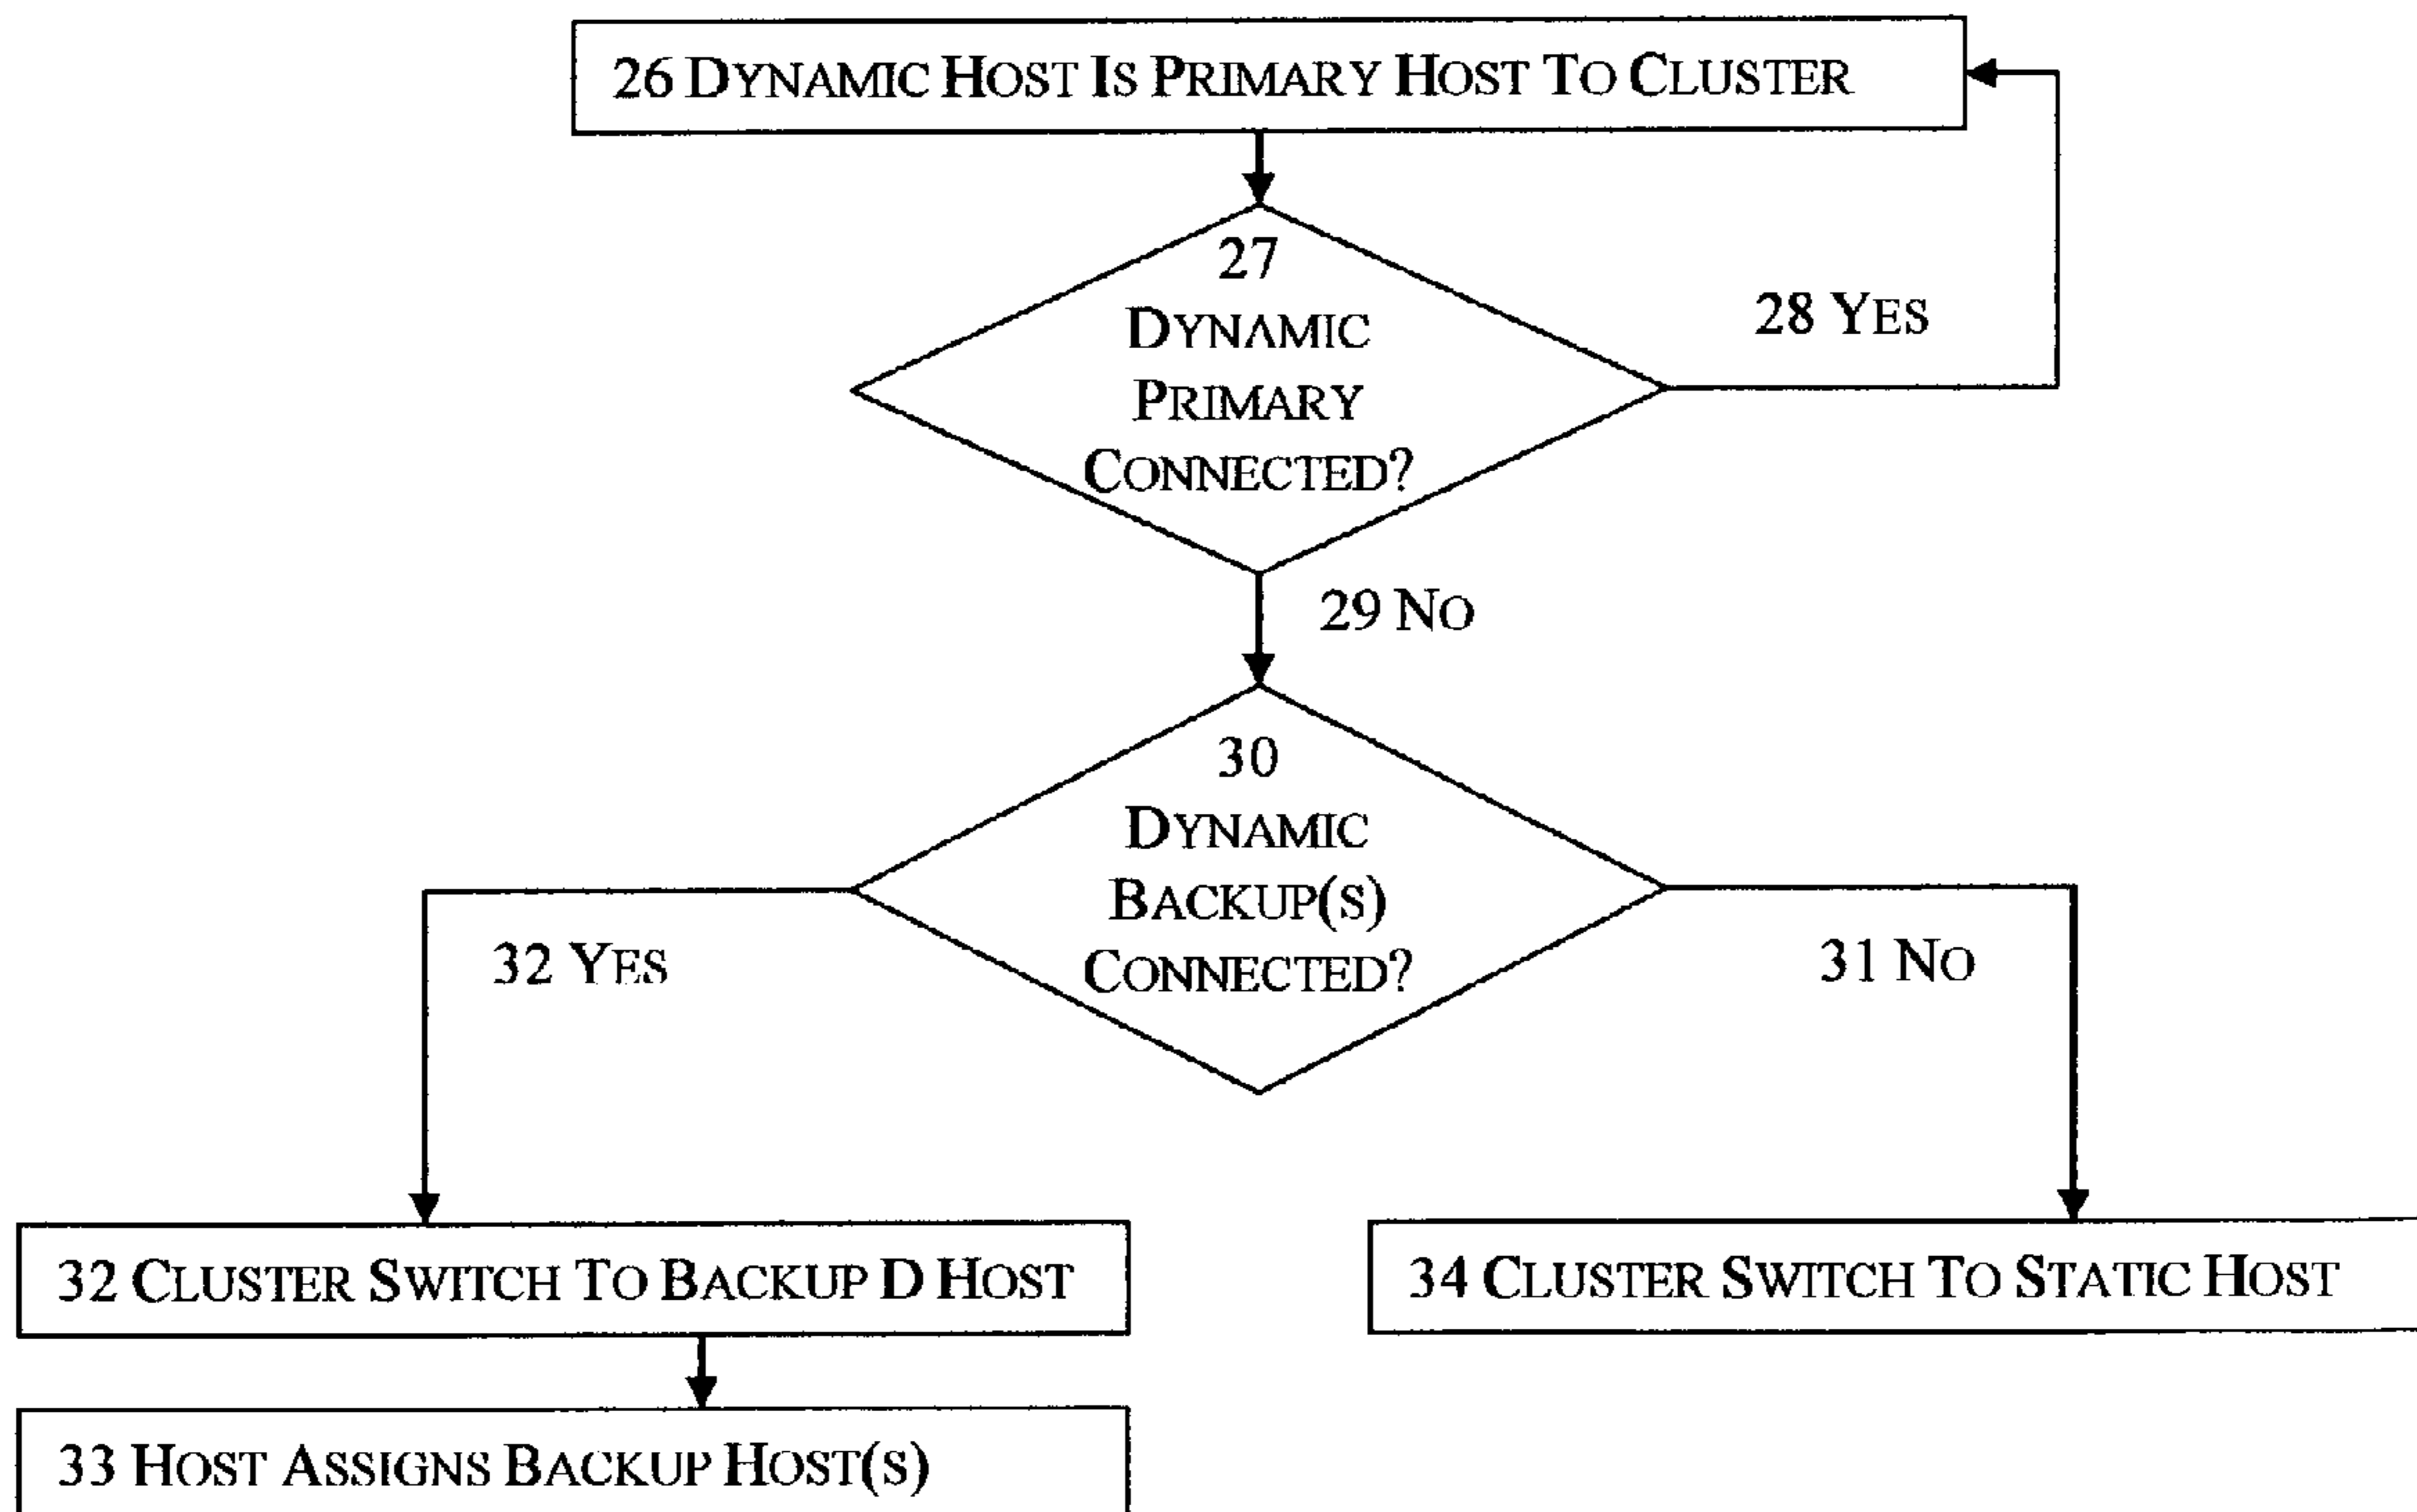 26 DYNAMIC HOST IS PRIMARY HOST TO CLUSTER
27
DYNAMIC
PRIMARY
CONNECTED?
28 YES
29 NO
30
DYNAMIC
BACKUP(S)
CONNECTED?
32 YES
31 NO
32 CLUSTER SWITCH TO BACKUP D HOST
34 CLUSTER SWITCH TO STATIC HOST
33 HOST ASSIGNS BACKUP HOST(S)